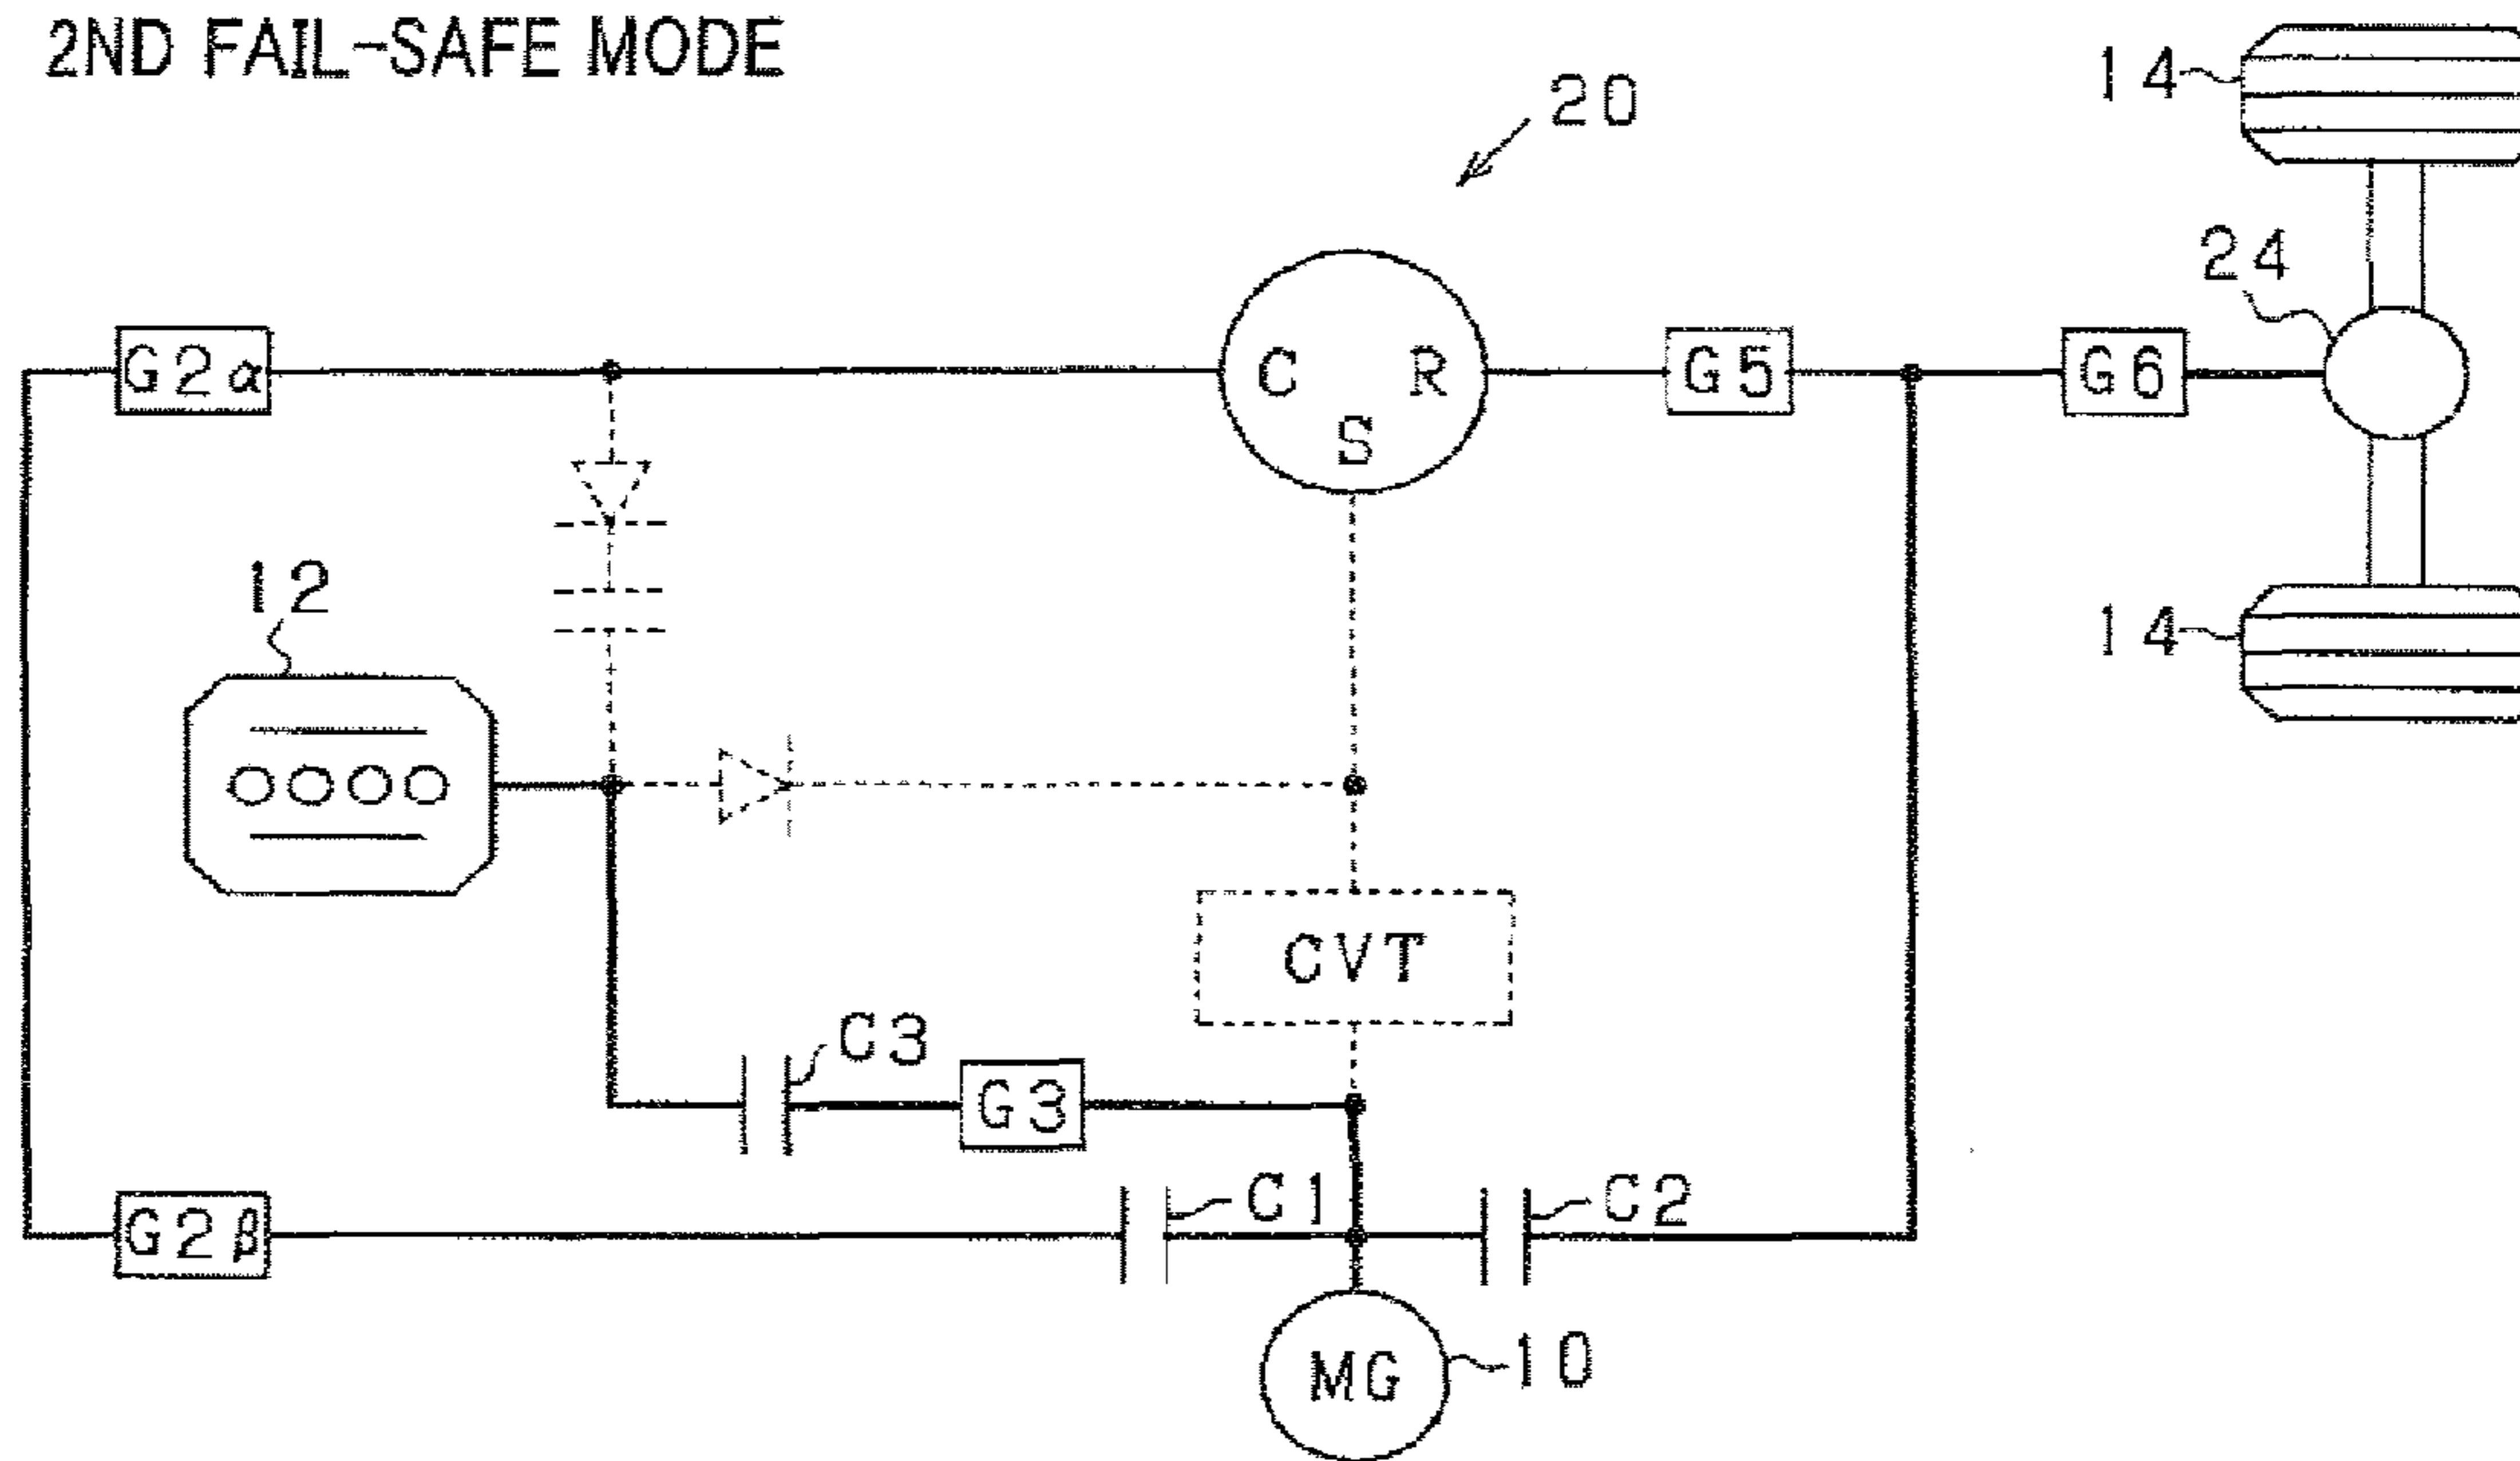 2ND FAIL-SAFE MODE
20
14
24
G2α
C
R
S
G5
G6
12
14
CVT
C3
G3
C1
C2
G2β
MG
10